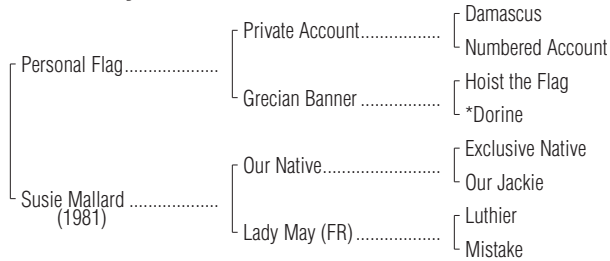 Damascus
Private Account..................
Numbered Account
Personal Flag.....................
Hoist the Flag
Grecian Banner ...................
*Dorine
Exclusive Native
Our Native..........................
Our Jackie
Susie Mallard ....................
(1981)
Luthier
Lady May (FR) ...................
Mistake